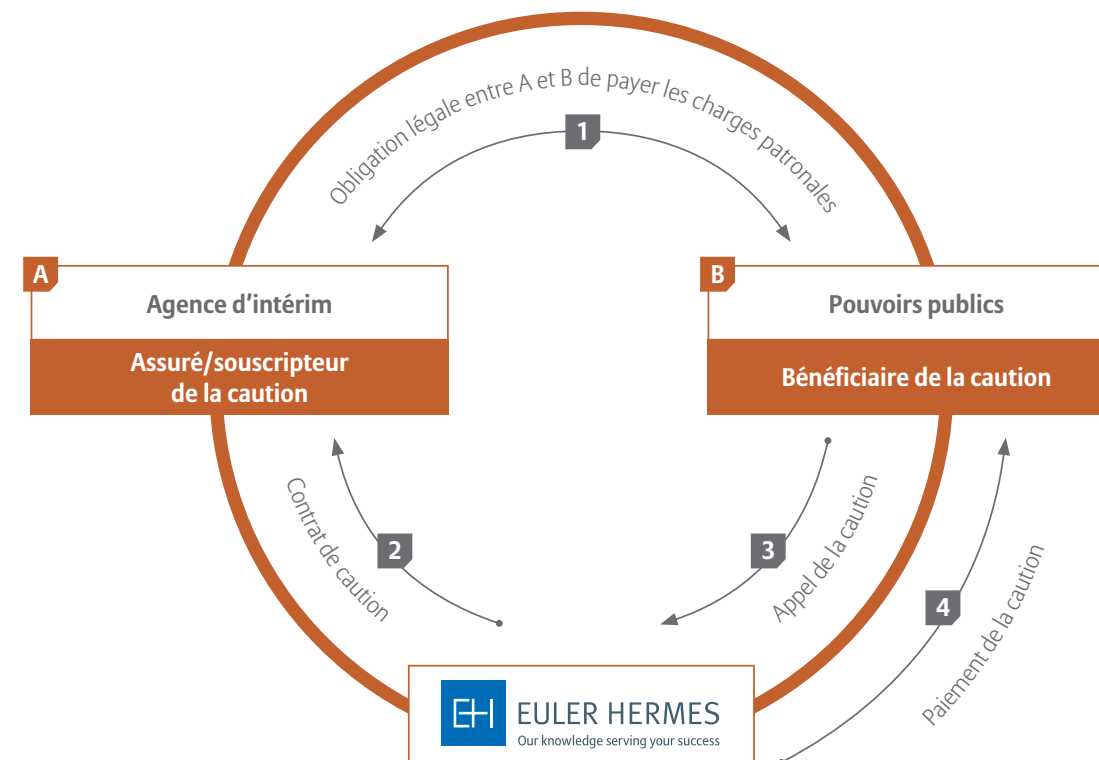 Obligation légale entre A et B de payer les charges patronales
1
A
Agence d'intérim
Assuré/souscripteur
de la caution
B
Pouvoirs publics
Bénéficiaire de la caution
Contrat de caution
2
3
Appel de la caution
4
Paiement de la caution
EH
EULER HERMES
Our knowledge serving your success